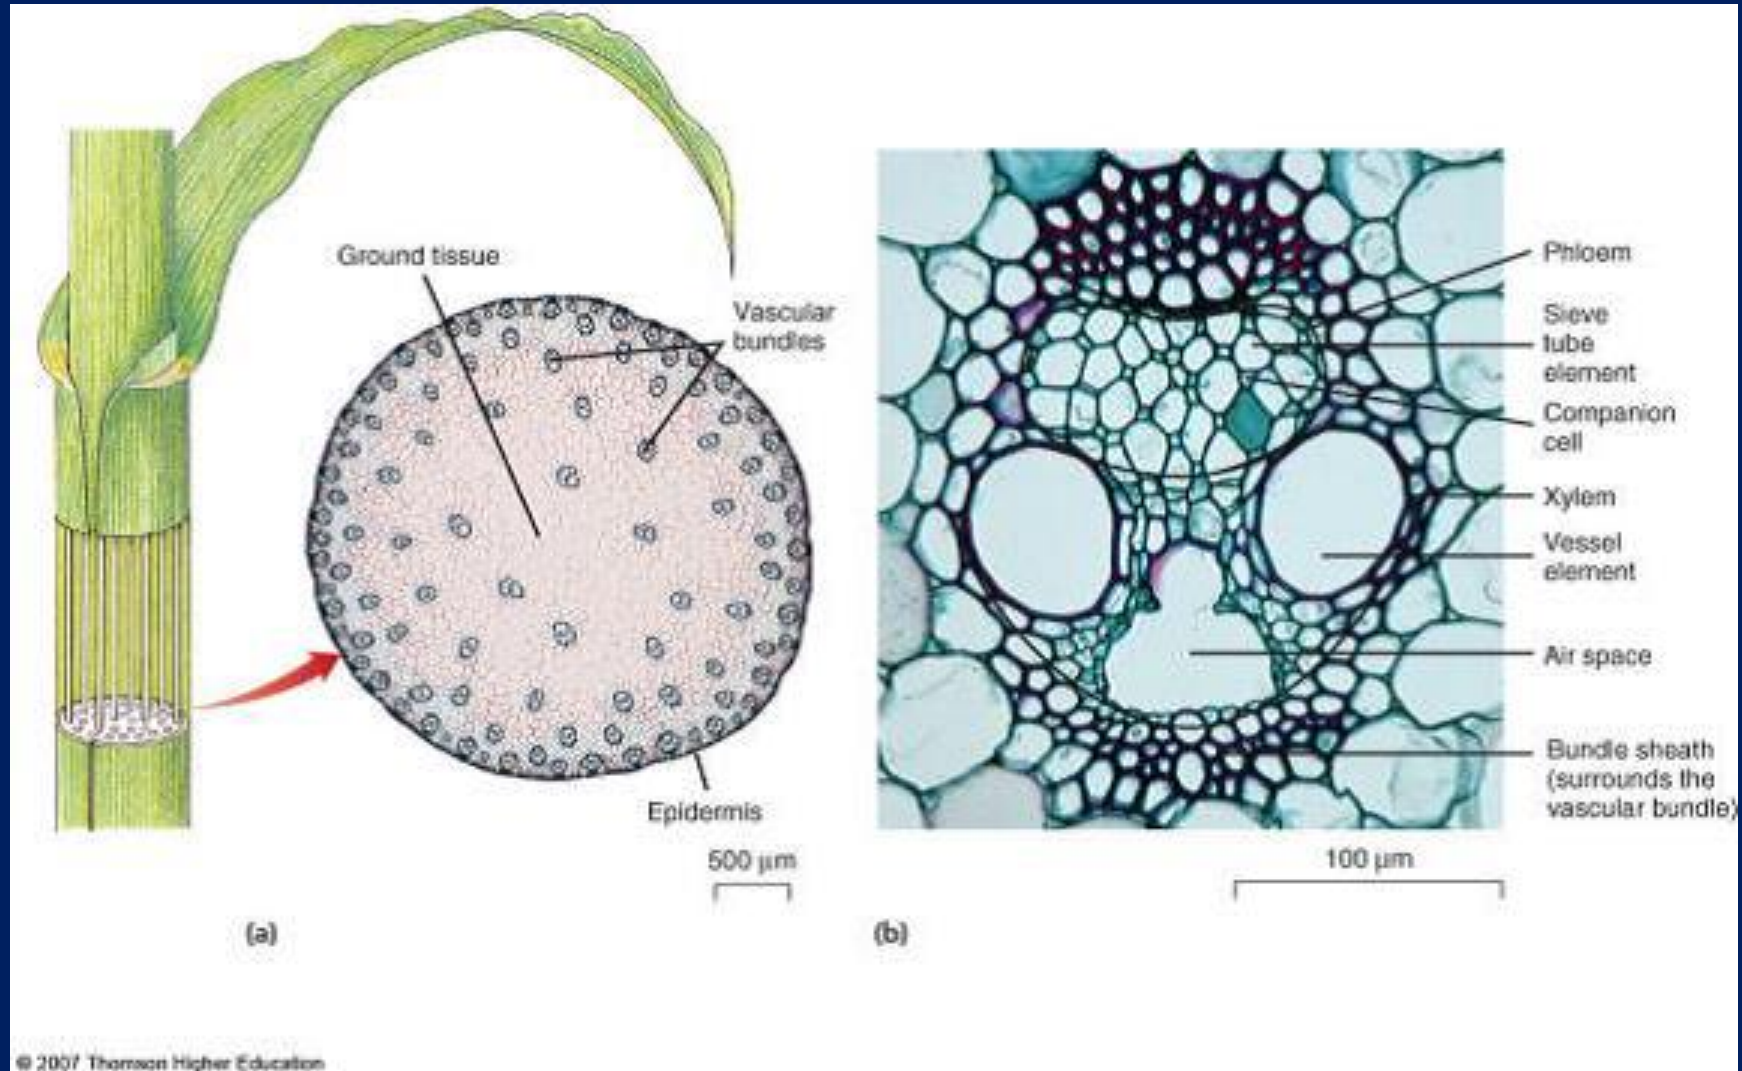 Ground tissue
Vascular
bundles
Epidermis
500 µm
(a)
Phloem
Sieve
tube
element
Companion
cell
Xylem
Vessel
element
Air space
Bundle sheath
(surrounds the
vascular bundle)
100 µm
(b)
© 2007 Thomson Higher Education